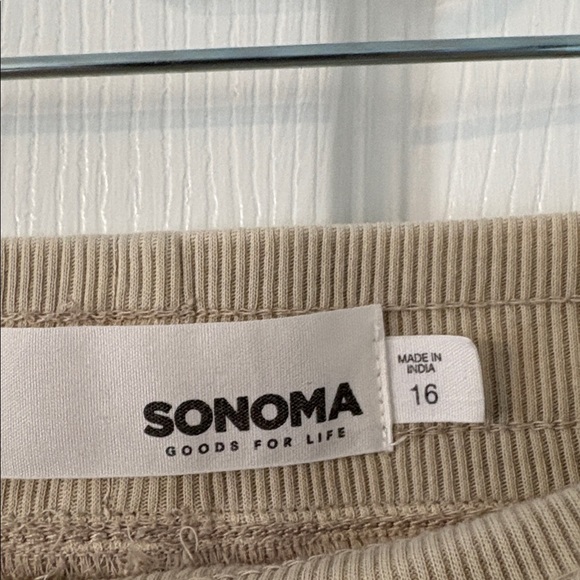 SONOMA
GOODS FOR LIFE
MADE IN
INDIA
16